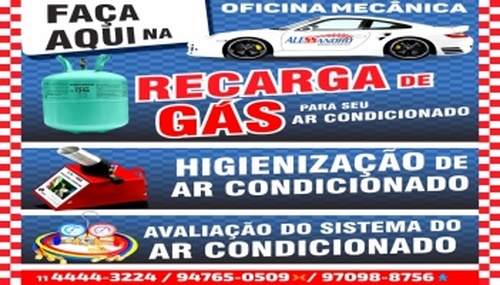 FAÇA
AQUI NA
OFICINA MECÂNICA
ALESSANDRO
RECARGA DE
GÁS PARA SEU
AR CONDICIONADO
HIGIENIZAÇÃO DE
AR CONDICIONADO
AVALIAÇÃO DO SISTEMA DO
AR CONDICIONADO
11 4444-3224 / 94765-0509 / 97098-8756